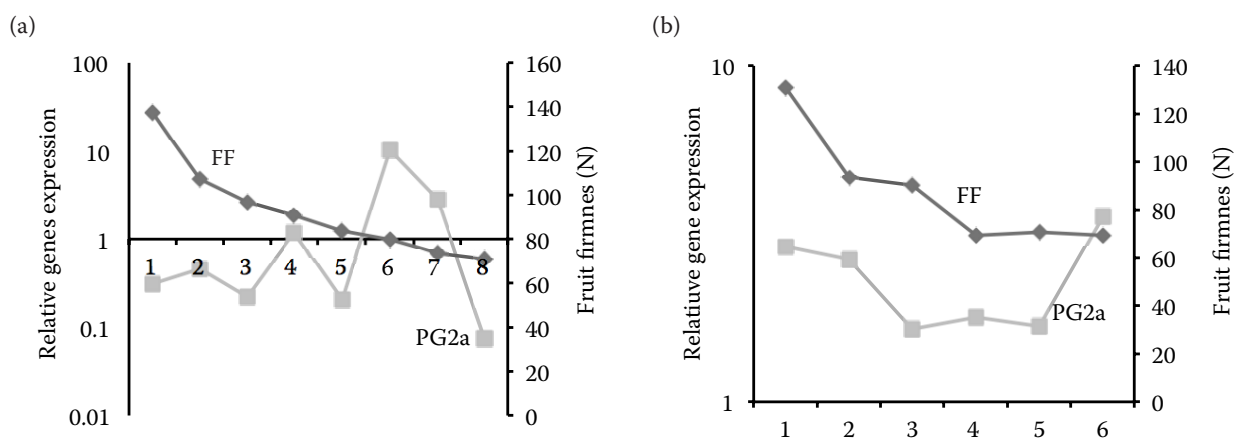 (a)
Relative genes expression
100
10
1
0.1
0.01
FF
PG2a
1 2 3 4 5 6 7 8
160
140
120
100
80
60
40
20
0
Fruit firmnes (N)
(b)
Relatiuve gene expression
10
1
FF
PG2a
1 2 3 4 5 6
140
120
100
80
60
40
20
0
Fruit firmnes (N)